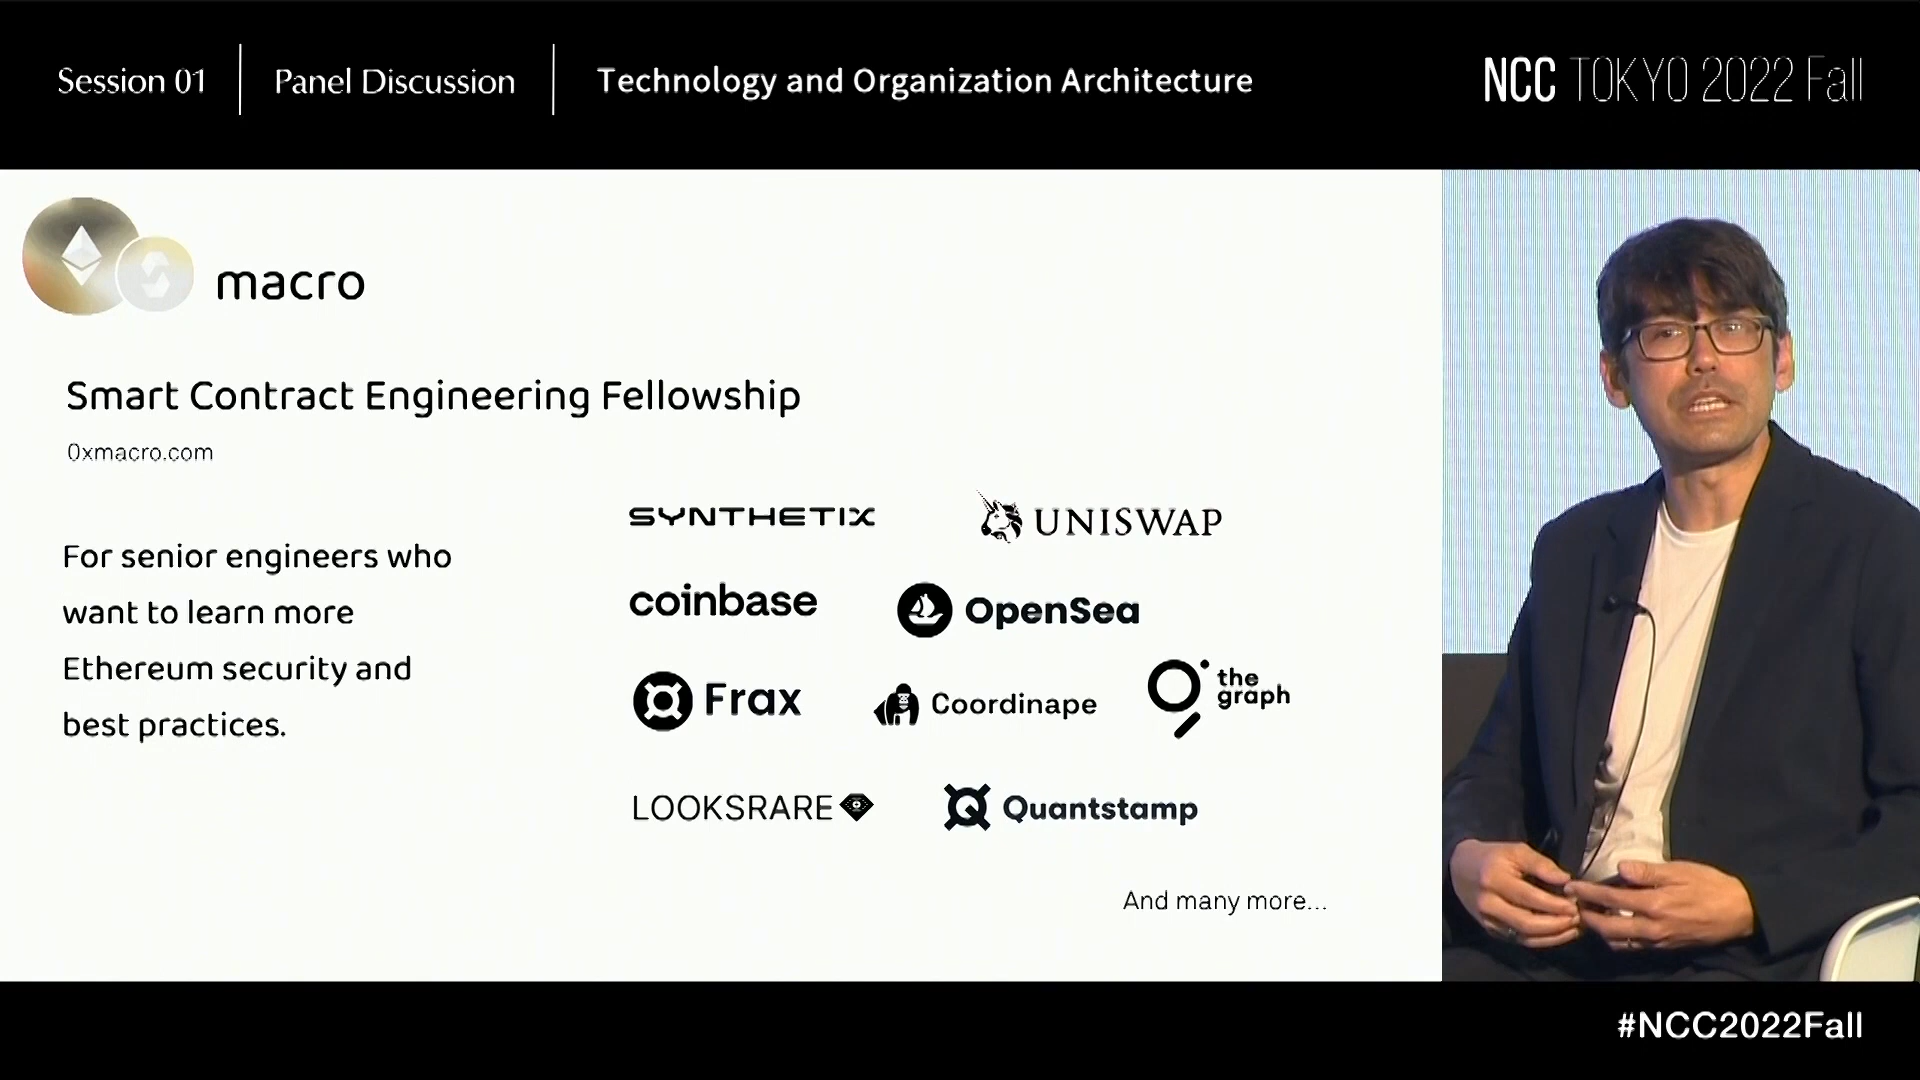 Session 01
Panel Discussion
Technology and Organization Architecture
NCC TOKYO 2022 Fall
macro
Smart Contract Engineering Fellowship
0xmacro.com
For senior engineers who
want to learn more
Ethereum security and
best practices.
SYNTHETIX
UNISWAP
coinbase
OpenSea
Frax
Coordinape
the
graph
LOOKSRARE
Quantstamp
And many more...
#NCC2022Fall